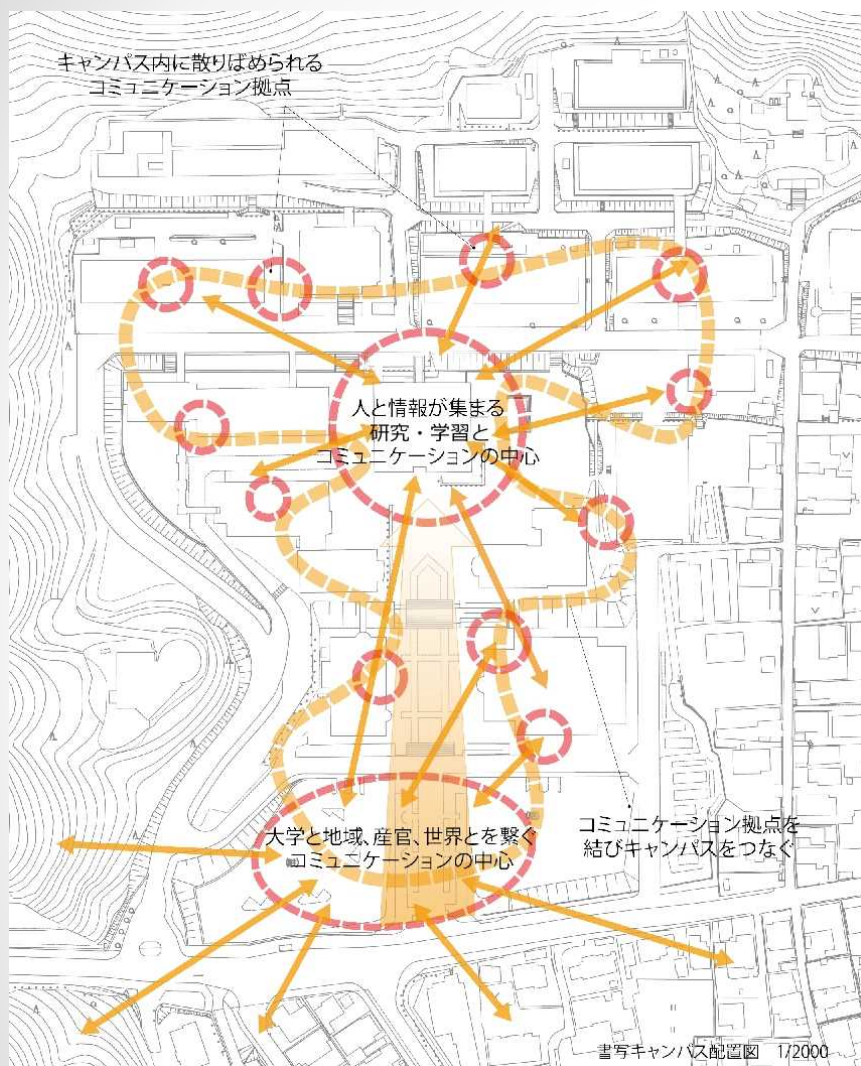 キャンパス内に散りばめられる
コミュニケーション拠点
人と情報が集まる
研究・学習と
コミュニケーションの中心
大学と地域、産官、世界とを繋ぐ
コミュニケーションの中心
コミュニケーション拠点を
結びキャンパスをつなぐ
書写キャンパス配置図 1/2000